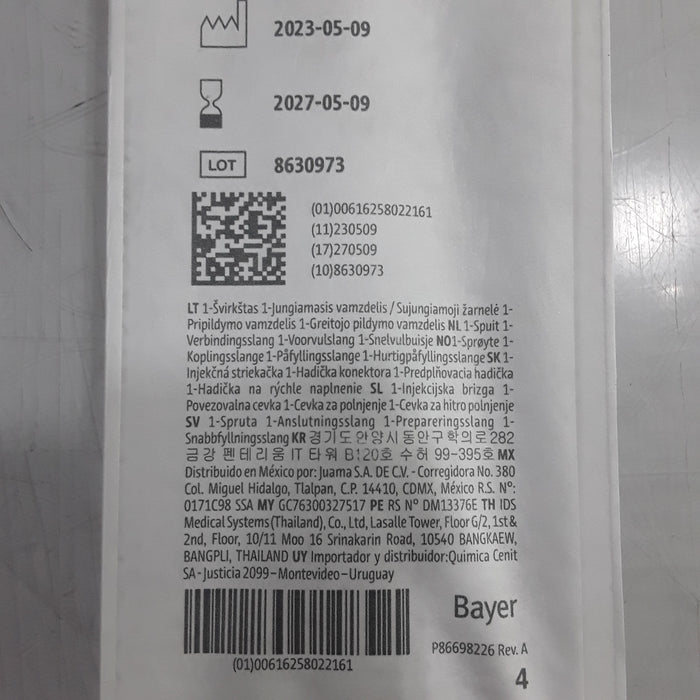 2023-05-09
2027-05-09
LOT 8630973
(01)00616258022161
(11)230509
(17)270509
(10)8630973
LT 1-Švirkštas 1-Jungiamasis vamzdelis / Sujungiamoji žarnelė 1-
Pripildymo vamzdelis 1-Greitojo pildymo vamzdelis NL 1-Spuit 1-
Verbindingsslang 1-Voorvulslang 1-Snelvulbuisje NO1-Sprøyte 1-
Koplingsslange 1-Påfyllingsslange 1-Hurtigpåfyllingsslange SK 1-
Injekčná striekačka 1-Hadička konektora 1-Predplňovacia hadička
1-Hadička na rýchle naplnenie SL 1-Injekcijska brizga 1-
Povezovalna cevka 1-Cevka za polnjenje 1-Cevka za hitro polnjenje
SV 1-Spruta 1-Anslutningsslang 1-Prepareringsslang 1-
Snabbfyllningsslang KR 경기도 안양시 동안구 학의로 282
금강 펜테리움 IT 타워 B120호 수허 99-395호 MX
Distribuido en México por: Juama S.A. DE C.V. - Corregidora No. 380
Col. Miguel Hidalgo, Tlalpan, C.P. 14410, CDMX, México R.S. N°:
0171C98 SSA MY GC76300327517 PE RS N° DM13376E TH IDS
Medical Systems (Thailand), Co., Ltd, Lasalle Tower, Floor G/2, 1st &
2nd, Floor, 10/11 Moo 16 Srinakarin Road, 10540 BANGKAEW,
BANGPLI, THAILAND UY Importador y distribuidor:Quimica Cenit
SA - Justicia 2099 – Montevideo – Uruguay
(01)00616258022161
Bayer
P86698226 Rev. A
4